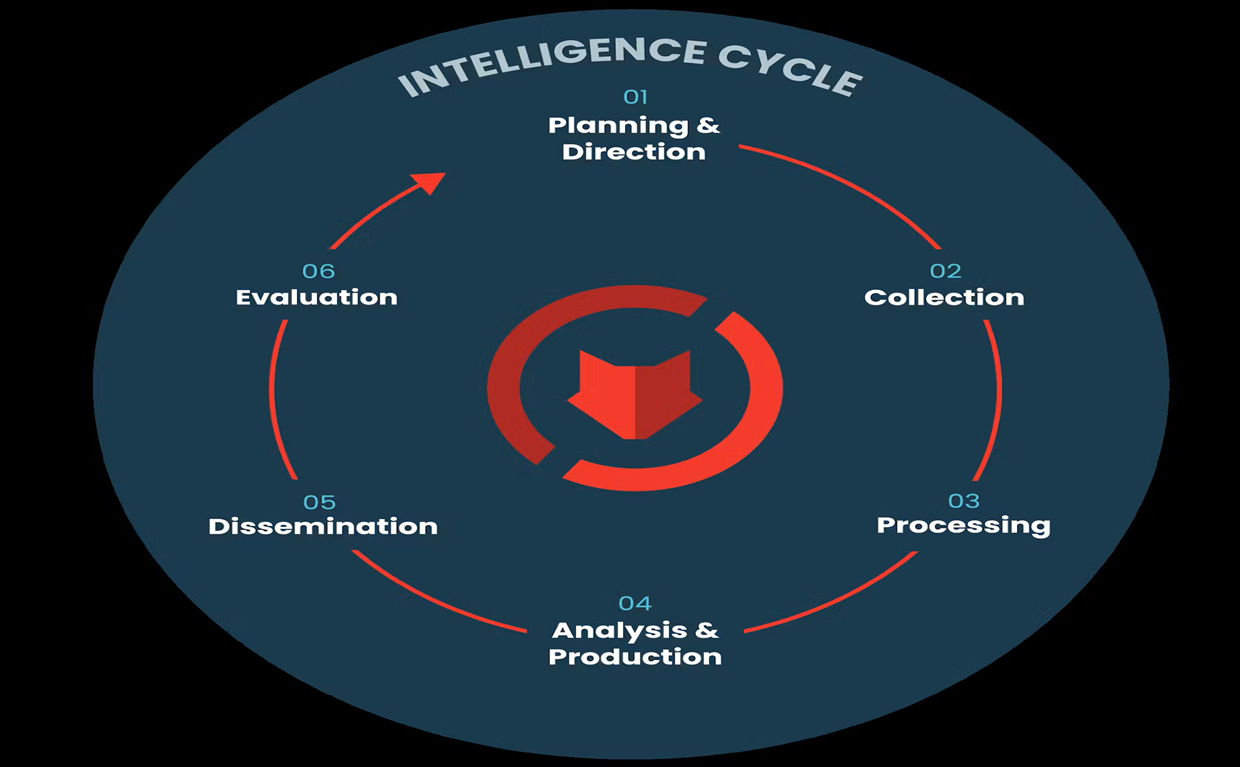 INTELLIGENCE CYCLE
01
Planning &
Direction
02
Collection
03
Processing
04
Analysis &
Production
05
Dissemination
06
Evaluation